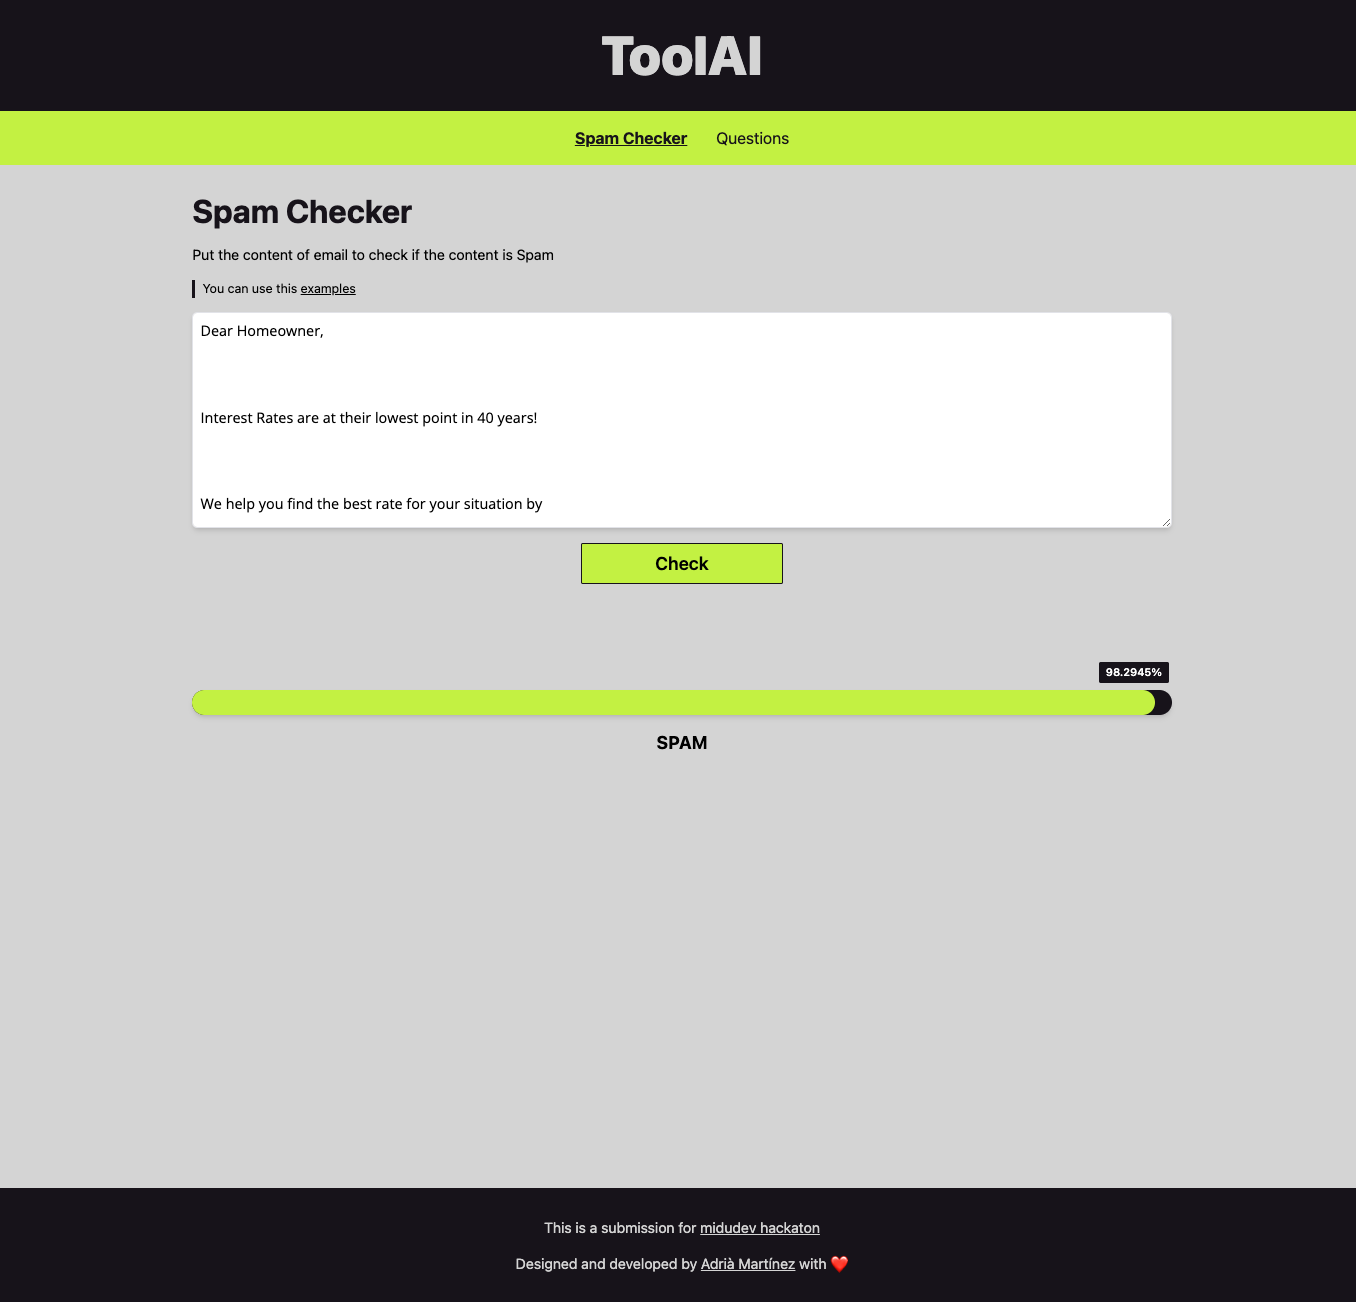 ToolAI
Spam Checker Questions
Spam Checker
Put the content of email to check if the content is Spam
You can use this examples
Dear Homeowner,
Interest Rates are at their lowest point in 40 years!
We help you find the best rate for your situation by
Check
98.2945%
SPAM
This is a submission for midudev hackaton
Designed and developed by Adrià Martínez with ❤️